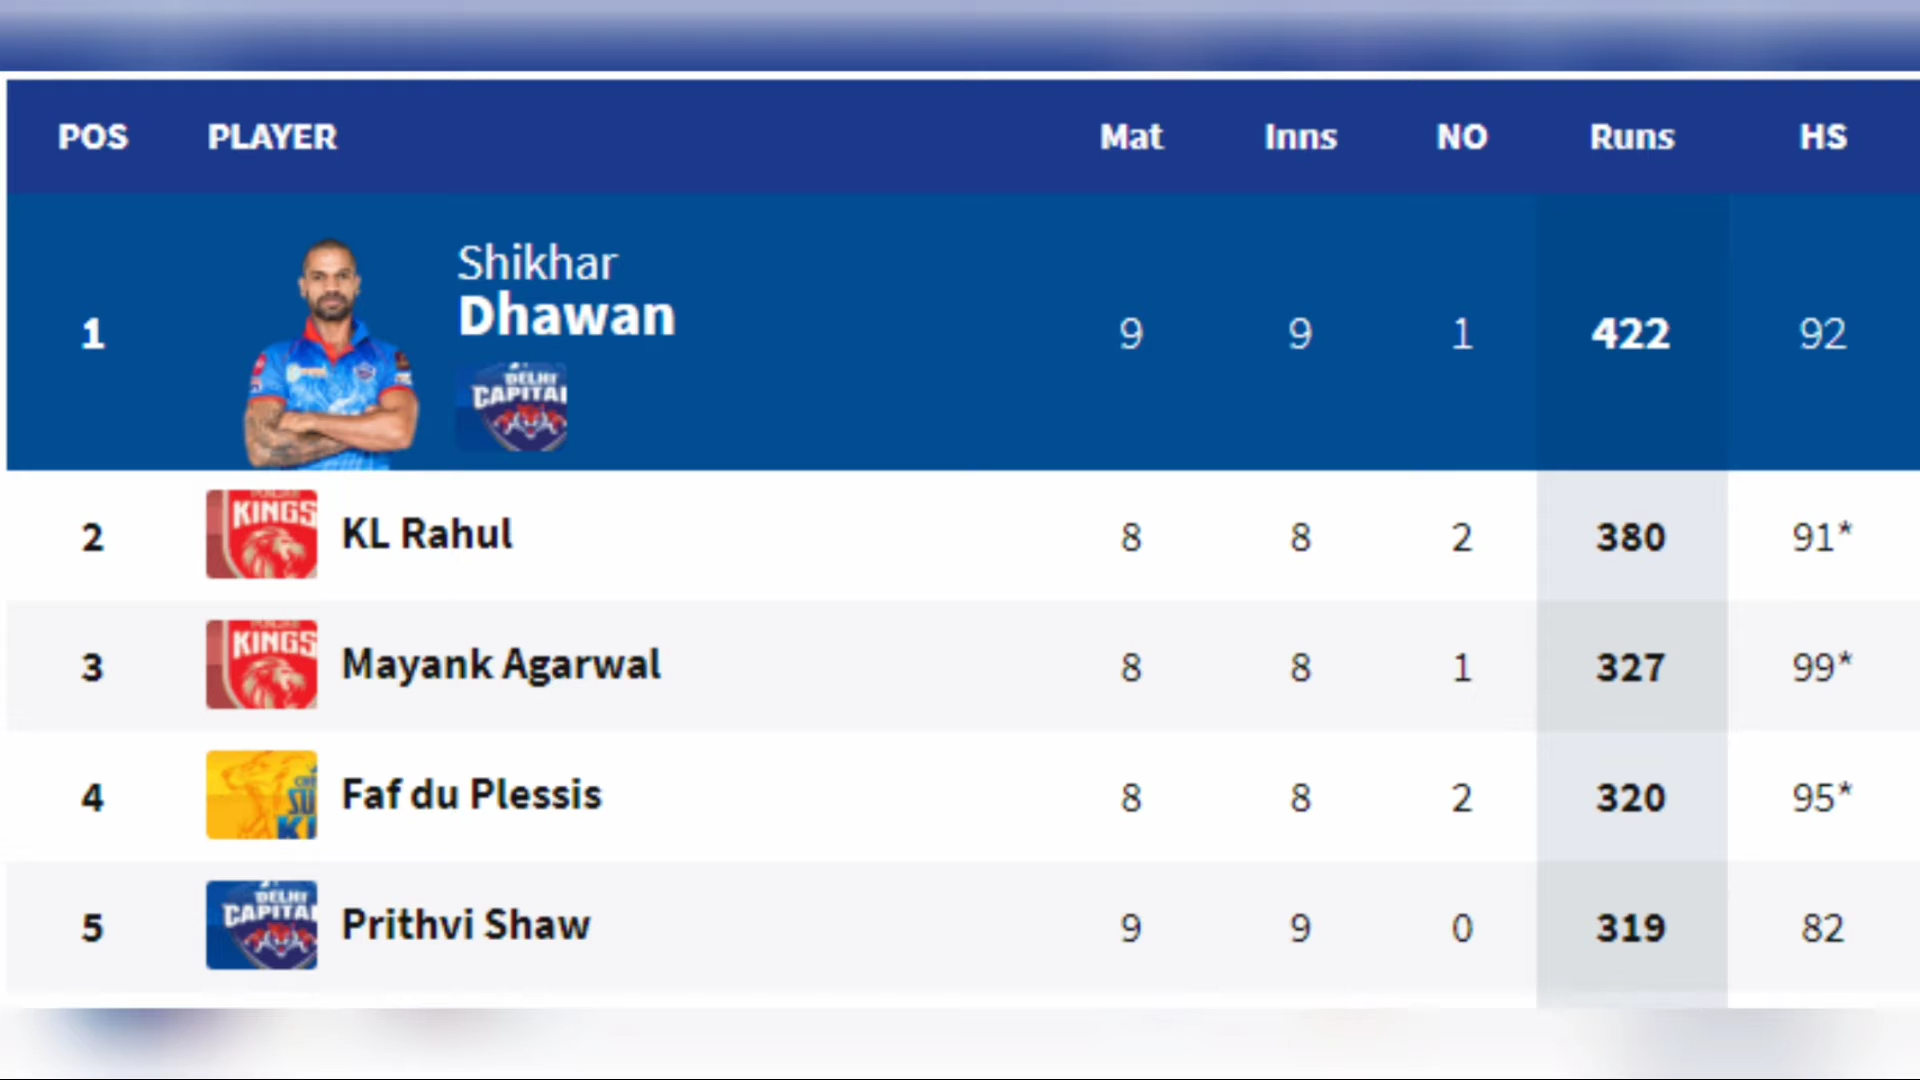 POS PLAYER Mat Inns NO Runs HS
1 Shikhar Dhawan 9 9 1 422 92
DELHI
CAPITAL
2 KINGS KL Rahul 8 8 2 380 91*
3 KINGS Mayank Agarwal 8 8 1 327 99*
4 Faf du Plessis 8 8 2 320 95*
5 DELHI CAPITAL Prithvi Shaw 9 9 0 319 82